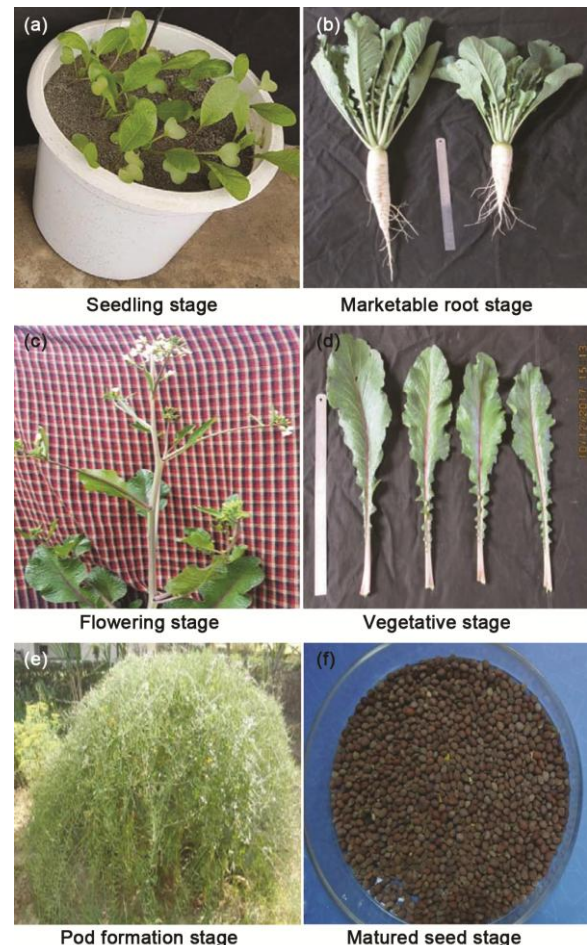 (a)
(b)
Seedling stage
Marketable root stage
(c)
(d)
Flowering stage
Vegetative stage
(e)
(f)
Pod formation stage
Matured seed stage